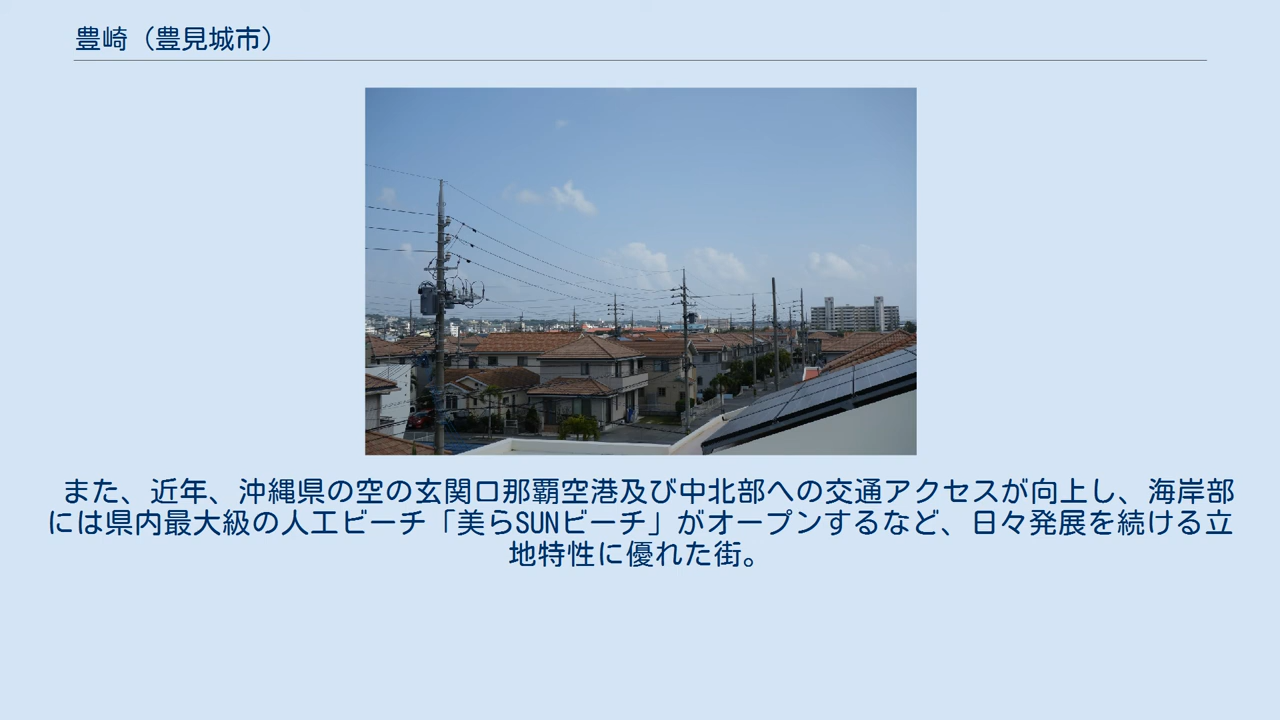 豊崎（豊見城市）
また、近年、沖縄県の空の玄関口那覇空港及び中北部への交通アクセスが向上し、海岸部
には県内最大級の人工ビーチ「美らSUNビーチ」がオープンするなど、日々発展を続ける立
地特性に優れた街。